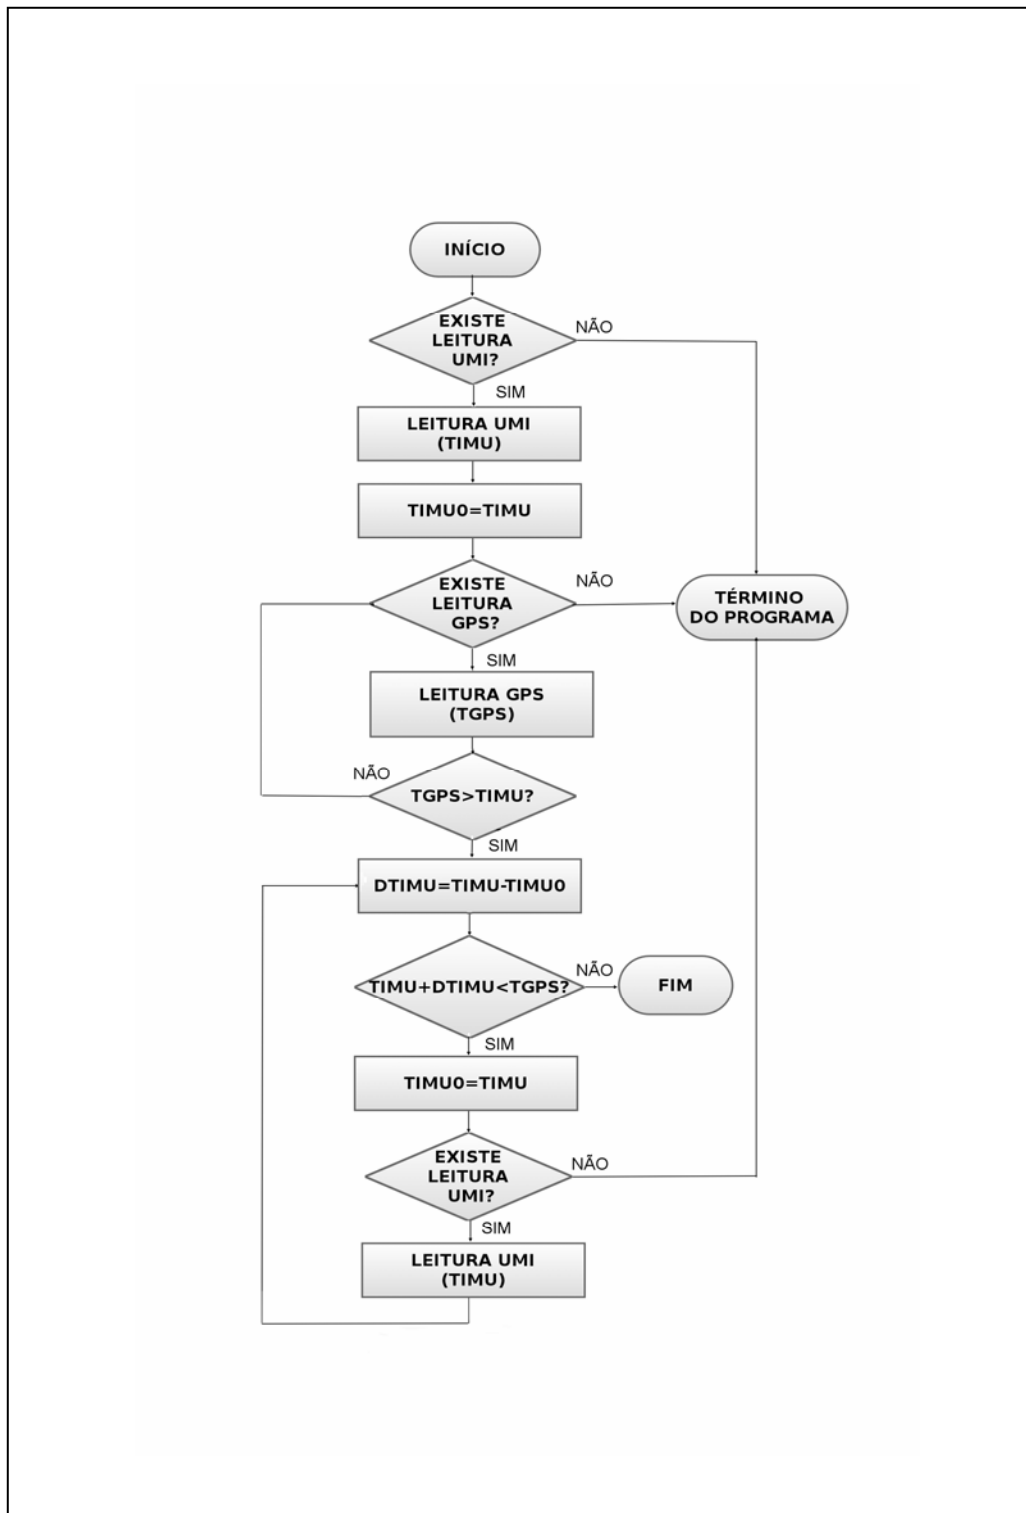 INÍCIO
EXISTE
LEITURA
UMI?
NÃO
SIM
LEITURA UMI
(TIMU)
TIMU0=TIMU
EXISTE
LEITURA
GPS?
NÃO
TÉRMINO
DO PROGRAMA
SIM
LEITURA GPS
(TGPS)
NÃO
TGPS>TIMU?
SIM
DTIMU=TIMU-TIMU0
TIMU+DTIMU<TGPS?
NÃO
FIM
SIM
TIMU0=TIMU
EXISTE
LEITURA
UMI?
NÃO
SIM
LEITURA UMI
(TIMU)